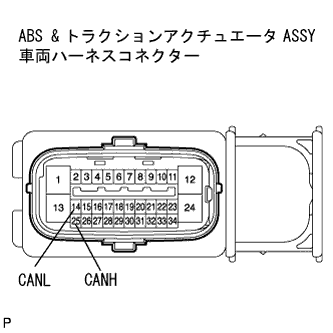 ABS & トラクションアクチュエータ ASSY
車両ハーネスコネクター
1 2 3 4 5 6 7 8 9 10 11 12
13 14 15 16 17 18 19 20 21 22 23 24
25 26 27 28 29 30 31 32 33 34
CANL CANH
P